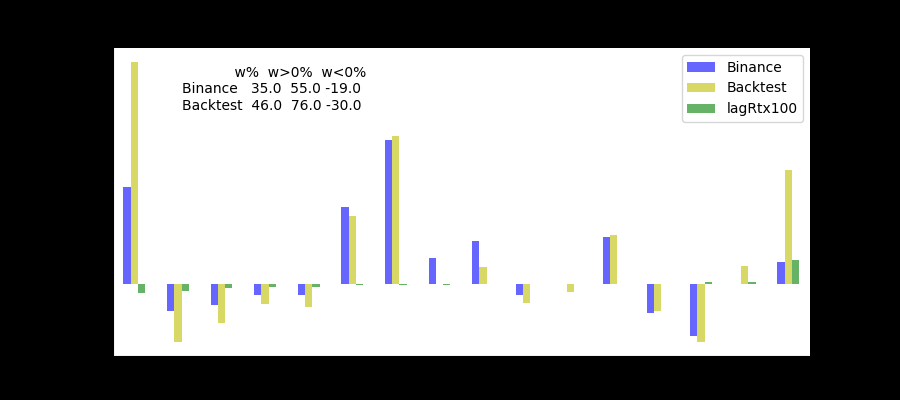 w% w>0% w<0%
Binance 35.0 55.0 -19.0
Backtest 46.0 76.0 -30.0
Binance
Backtest
lagRtx100